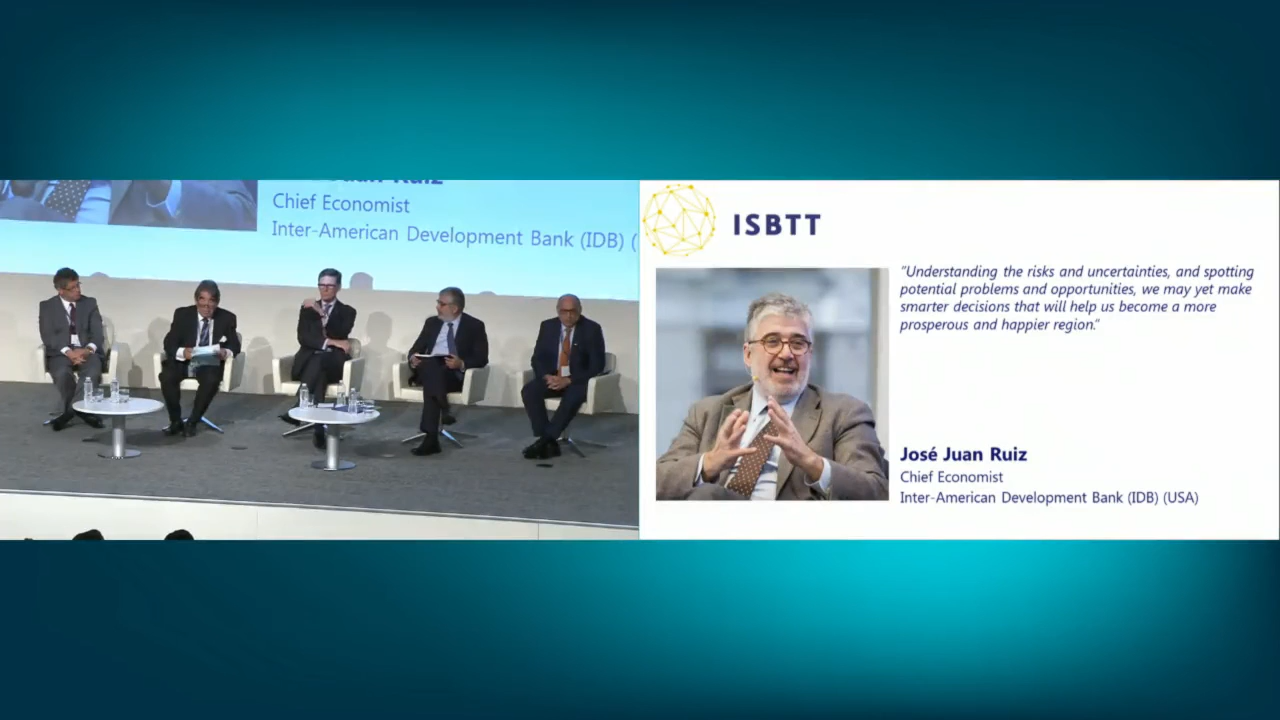 Juan Ruiz
Chief Economist
Inter-American Development Bank (IDB) (
ISBTT
"Understanding the risks and uncertainties, and spotting
potential problems and opportunities, we may yet make
smarter decisions that will help us become a more
prosperous and happier region."
José Juan Ruiz
Chief Economist
Inter-American Development Bank (IDB) (USA)